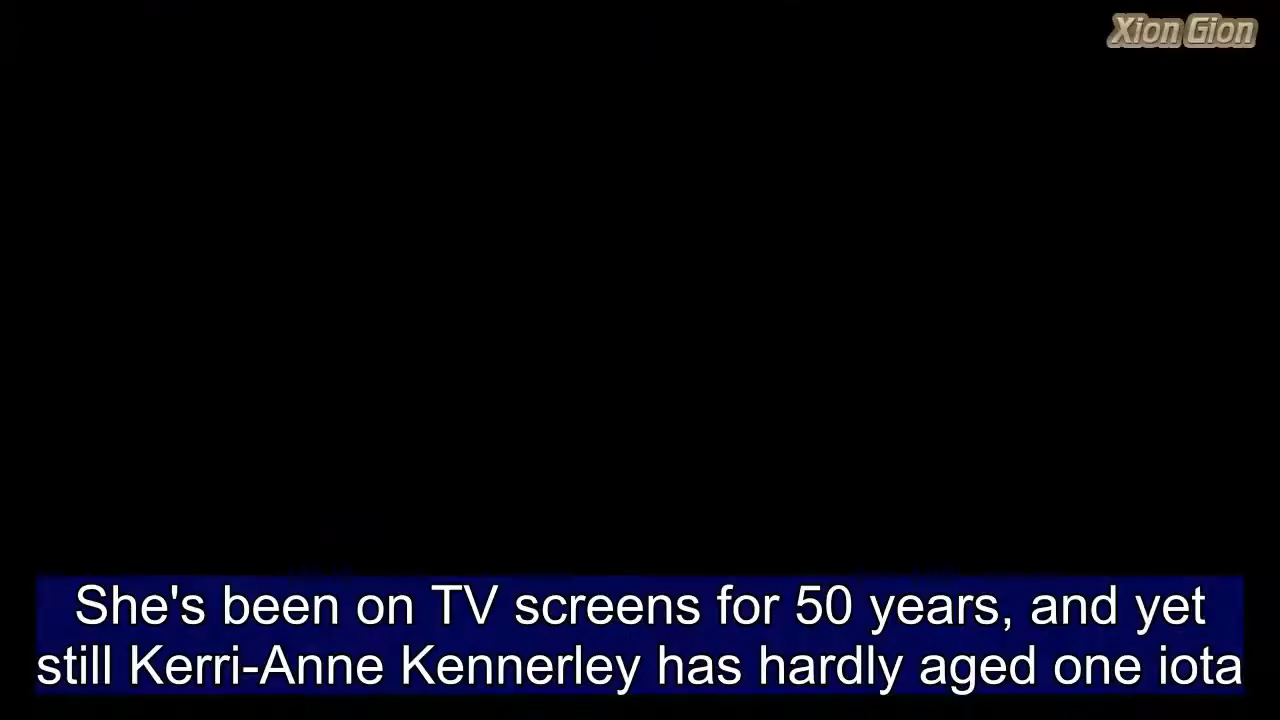 Xion Gion
She's been on TV screens for 50 years, and yet
still Kerri-Anne Kennerley has hardly aged one iota